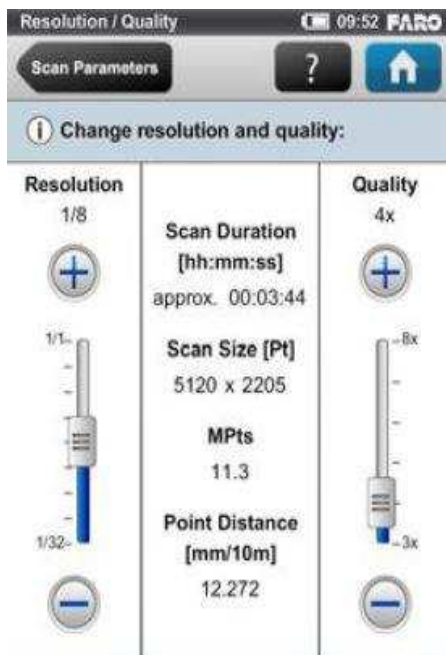 Resolution / Quality 09:52 FARO
Scan Parameters ?
Change resolution and quality:
Resolution
1/8
1/1
1/32
Scan Duration
[hh:mm:ss]
approx. 00:03:44
Scan Size [Pt]
5120 x 2205
MPts
11.3
Point Distance
[mm/10m]
12.272
Quality
4x
8x
3x